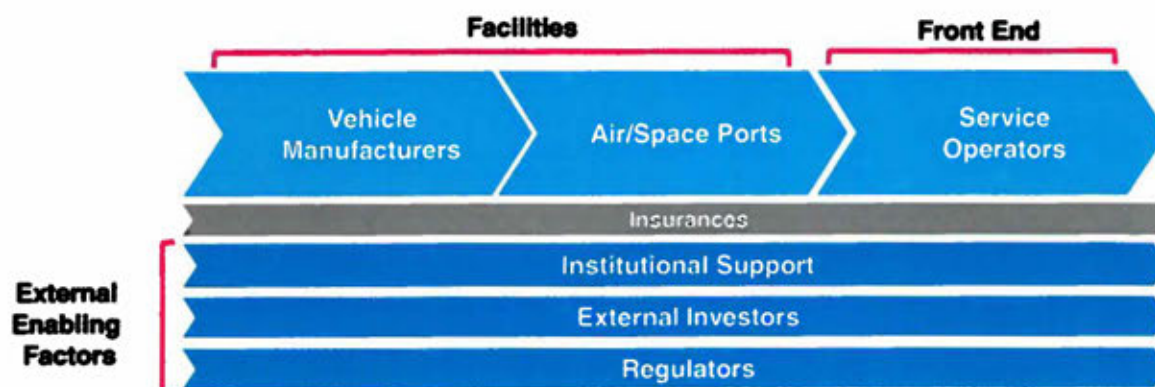 Facilities
Front End
Vehicle
Manufacturers
Air/Space Ports
Service
Operators
Insurances
Institutional Support
External
Enabling
Factors
External Investors
Regulators